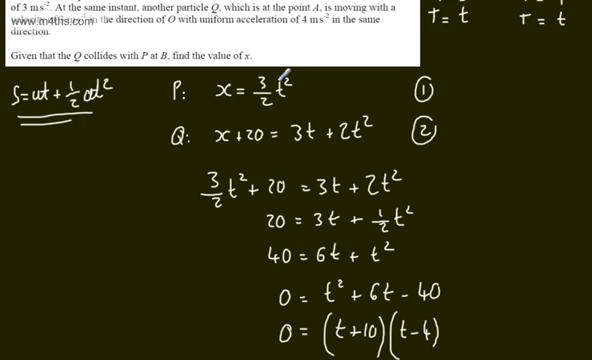 of 3 m s⁻². At the same instant, another particle Q, which is at the point A, is moving with a
www.m4ths.com in the direction of O with uniform acceleration of 4 m s⁻² in the same
direction.
T = t T = t
Given that the Q collides with P at B, find the value of x.
S=ut+½at² P: x = 3/2 t² ①
Q: x+20 = 3t + 2t² ②
3/2 t² + 20 = 3t + 2t²
20 = 3t + ½t²
40 = 6t + t²
0 = t² + 6t - 40
0 = (t+10)(t-4)